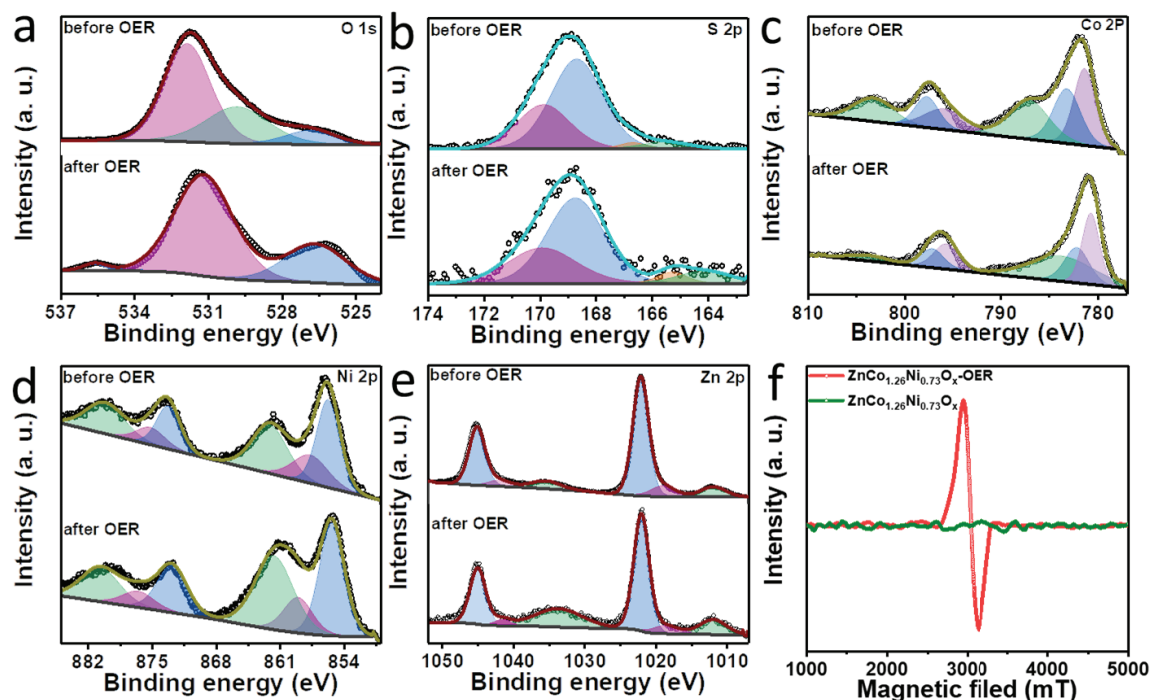 a
before OER
O 1s
after OER
Intensity (a. u.)
537 534 531 528 525
Binding energy (eV)
b
before OER
S 2p
after OER
Intensity (a. u.)
174 172 170 168 166 164
Binding energy (eV)
c
before OER
Co 2P
after OER
Intensity (a. u.)
810 800 790 780
Binding energy (eV)
d
before OER
Ni 2p
after OER
Intensity (a. u.)
882 875 868 861 854
Binding energy (eV)
e
before OER
Zn 2p
after OER
Intensity (a. u.)
1050 1040 1030 1020 1010
Binding energy (eV)
f
ZnCo₁.₂₆Ni₀.₇₃Oₓ-OER
ZnCo₁.₂₆Ni₀.₇₃Oₓ
Intensity (a. u.)
1000 2000 3000 4000 5000
Magnetic filed (mT)